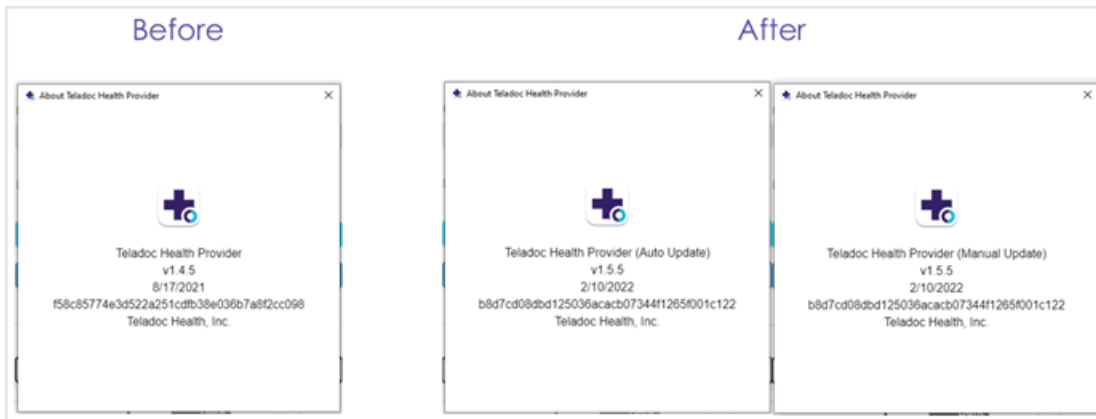 Before
After
About Teladoc Health Provider
Teladoc Health Provider
v1.4.5
8/17/2021
f58c85774e3d522a251cdfb38e036b7a8f2cc098
Teladoc Health, Inc.
About Teladoc Health Provider
Teladoc Health Provider (Auto Update)
v1.5.5
2/10/2022
b8d7cd08dbd125036acacb07344f1265f001c122
Teladoc Health, Inc.
About Teladoc Health Provider
Teladoc Health Provider (Manual Update)
v1.5.5
2/10/2022
b8d7cd08dbd125036acacb07344f1265f001c122
Teladoc Health, Inc.